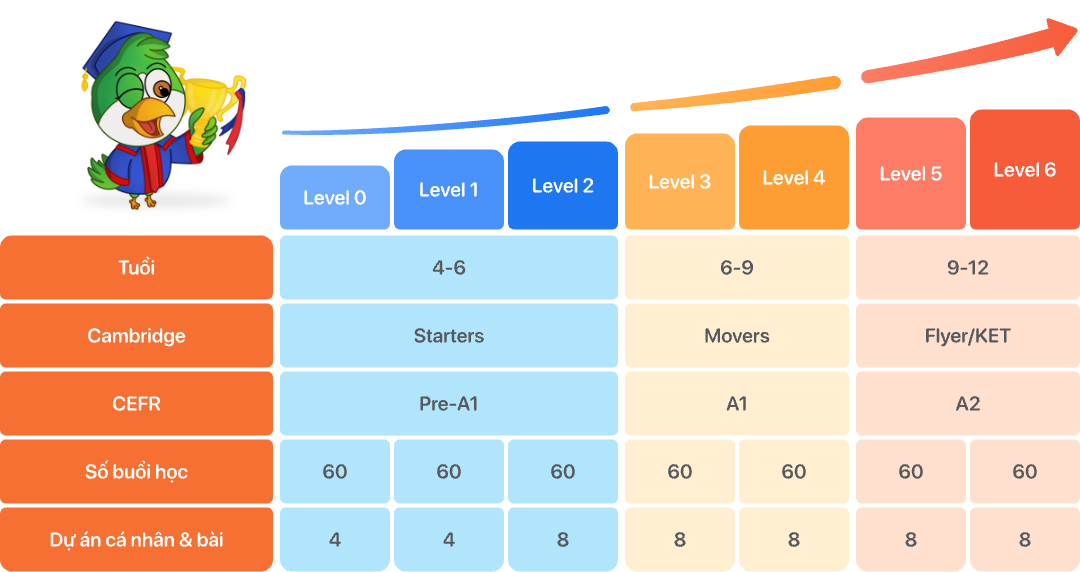 Level 0
Level 1
Level 2
Level 3
Level 4
Level 5
Level 6
Tuổi
4-6
6-9
9-12
Cambridge
Starters
Movers
Flyer/KET
CEFR
Pre-A1
A1
A2
Số buổi học
60
60
60
60
60
60
60
Dự án cá nhân & bài
4
4
8
8
8
8
8